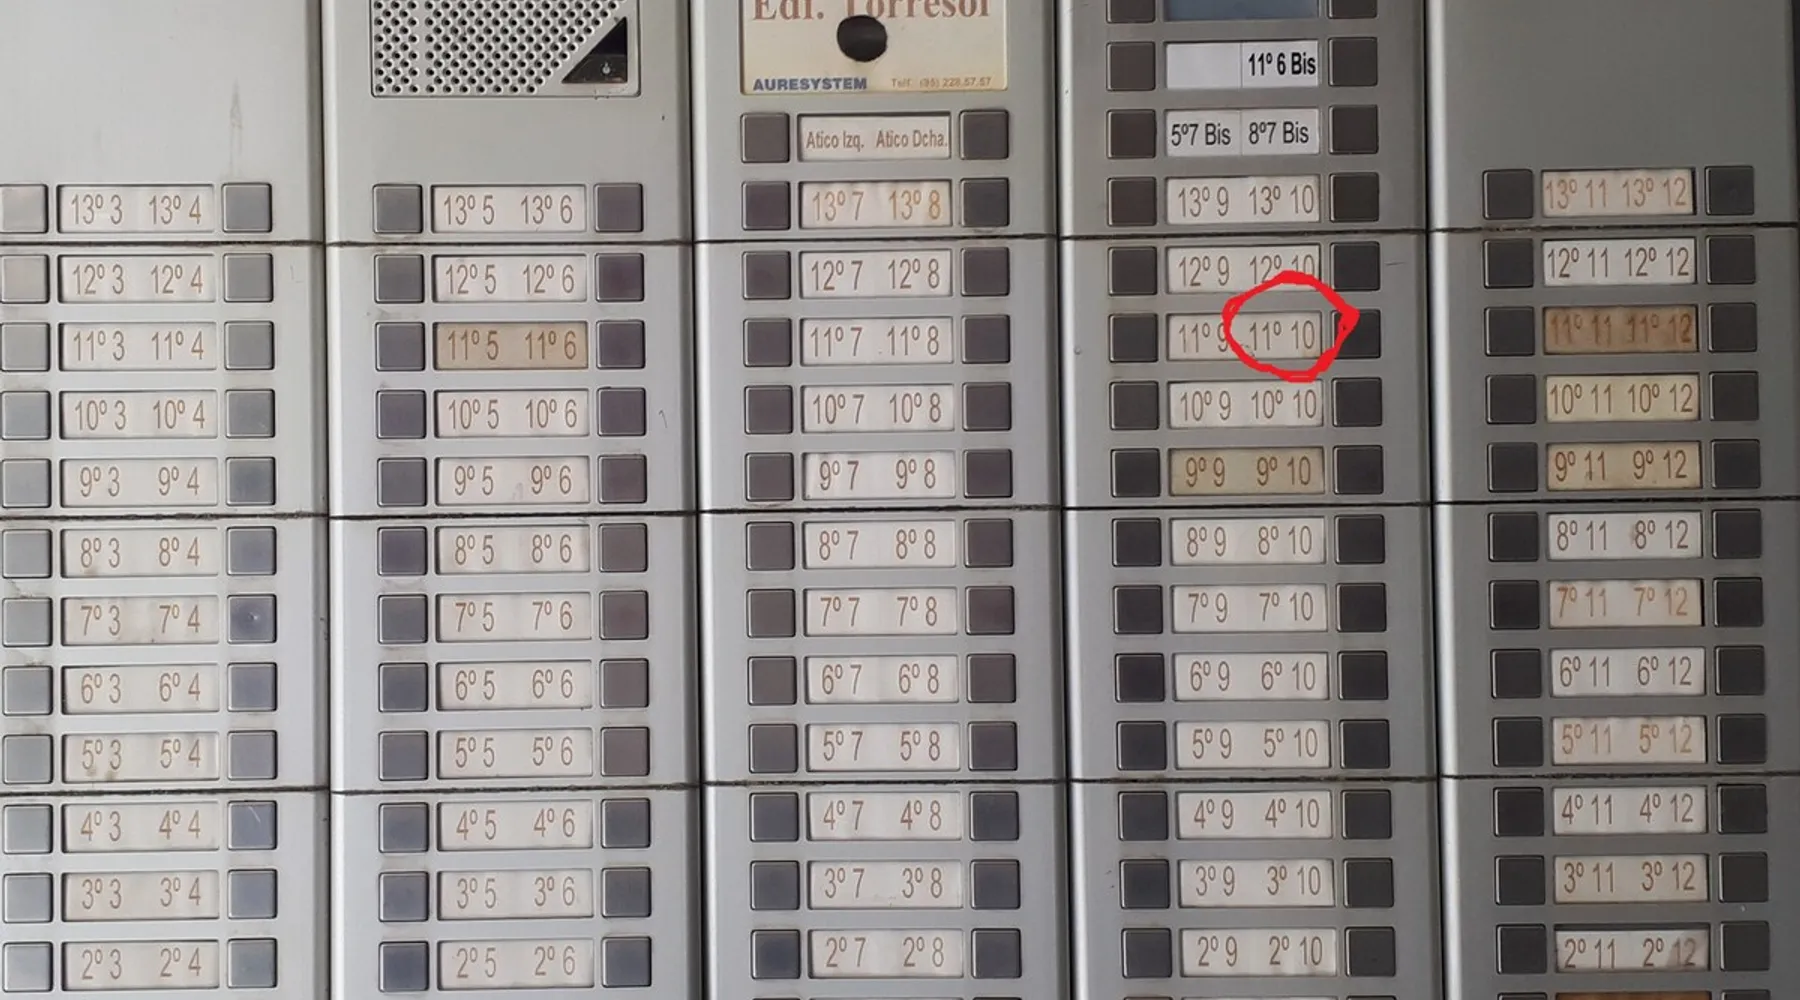 Edf. Torresol
AURESYSTEM Telf. (95) 228.57.57
11º 6 Bis
Atico Izq. Atico Dcha.
5º7 Bis 8º7 Bis
13º 3 13º 4 13º 5 13º 6 13º 7 13º 8 13º 9 13º 10 13º 11 13º 12
12º 3 12º 4 12º 5 12º 6 12º 7 12º 8 12º 9 12º 10 12º 11 12º 12
11º 3 11º 4 11º 5 11º 6 11º 7 11º 8 11º 9 11º 10 11º 11 11º 12
10º 3 10º 4 10º 5 10º 6 10º 7 10º 8 10º 9 10º 10 10º 11 10º 12
9º 3 9º 4 9º 5 9º 6 9º 7 9º 8 9º 9 9º 10 9º 11 9º 12
8º 3 8º 4 8º 5 8º 6 8º 7 8º 8 8º 9 8º 10 8º 11 8º 12
7º 3 7º 4 7º 5 7º 6 7º 7 7º 8 7º 9 7º 10 7º 11 7º 12
6º 3 6º 4 6º 5 6º 6 6º 7 6º 8 6º 9 6º 10 6º 11 6º 12
5º 3 5º 4 5º 5 5º 6 5º 7 5º 8 5º 9 5º 10 5º 11 5º 12
4º 3 4º 4 4º 5 4º 6 4º 7 4º 8 4º 9 4º 10 4º 11 4º 12
3º 3 3º 4 3º 5 3º 6 3º 7 3º 8 3º 9 3º 10 3º 11 3º 12
2º 3 2º 4 2º 5 2º 6 2º 7 2º 8 2º 9 2º 10 2º 11 2º 12